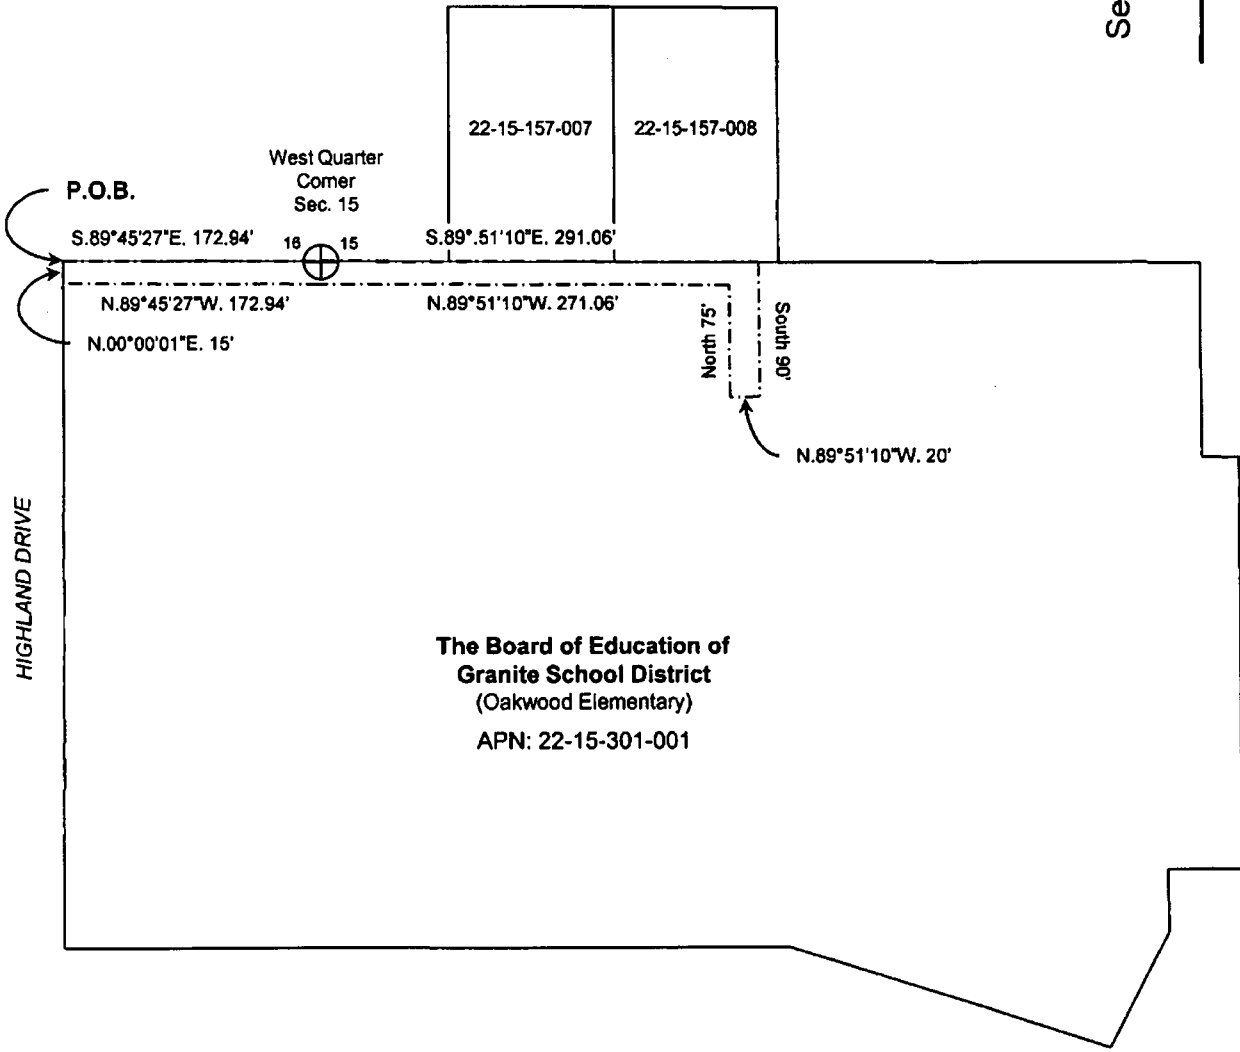 Se
22-15-157-007
22-15-157-008
West Quarter
Corner
Sec. 15
P.O.B.
S.89°45'27"E. 172.94'
16
15
S.89°.51'10"E. 291.06'
N.89°45'27"W. 172.94'
N.89°51'10"W. 271.06'
N.00°00'01"E. 15'
North 75'
South 90'
N.89°51'10"W. 20'
HIGHLAND DRIVE
The Board of Education of
Granite School District
(Oakwood Elementary)
APN: 22-15-301-001